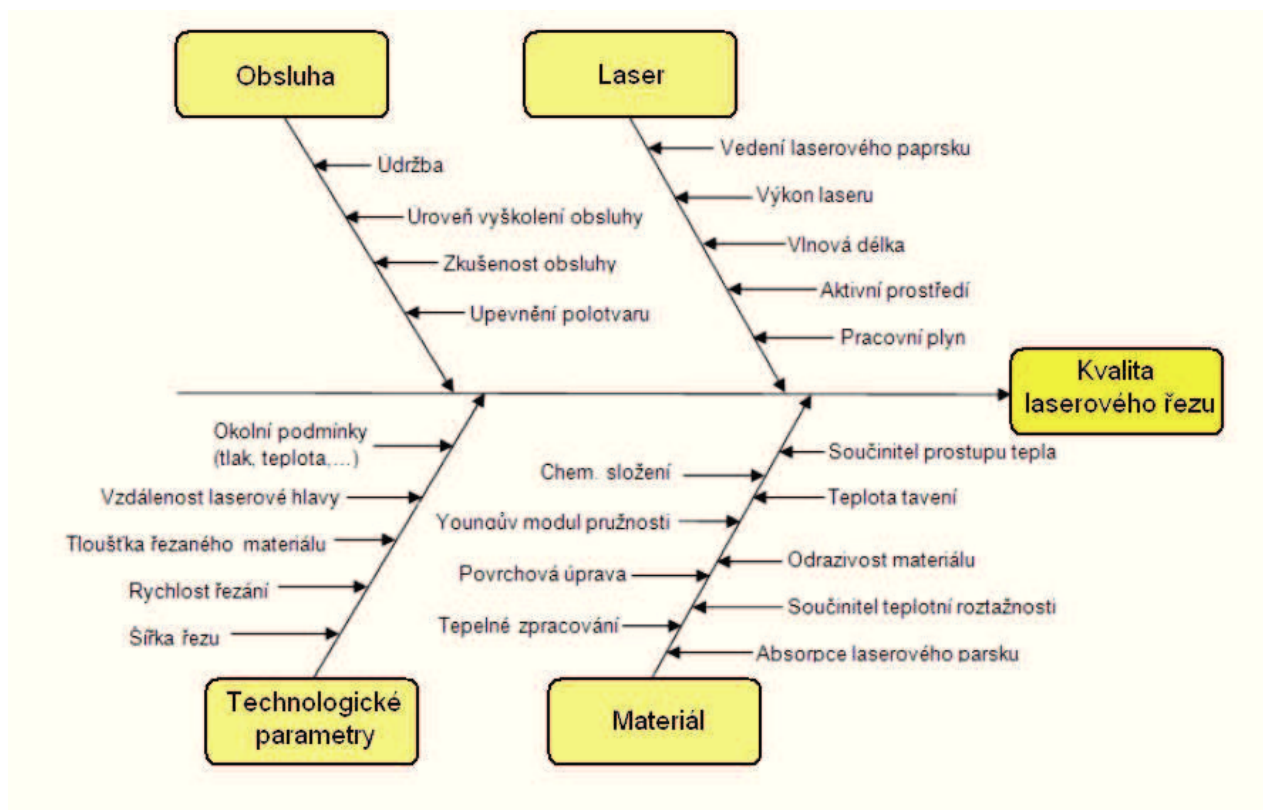 Obsluha
Laser
Údržba
Úroveň vyškolení obsluhy
Zkušenost obsluhy
Upevnění polotvaru
Vedení laserového paprsku
Výkon laseru
Vlnová délka
Aktivní prostředí
Pracovní plyn
Kvalita
laserového řezu
Okolní podmínky
(tlak, teplota,...)
Vzdálenost laserové hlavy
Tloušťka řezaného materiálu
Rychlost řezání
Šířka řezu
Chem. složení
Youngův modul pružnosti
Povrchová úprava
Tepelné zpracování
Součinitel prostupu tepla
Teplota tavení
Odrazivost materiálu
Součinitel teplotní roztažnosti
Absorpce laserového parsku
Technologické
parametry
Materiál